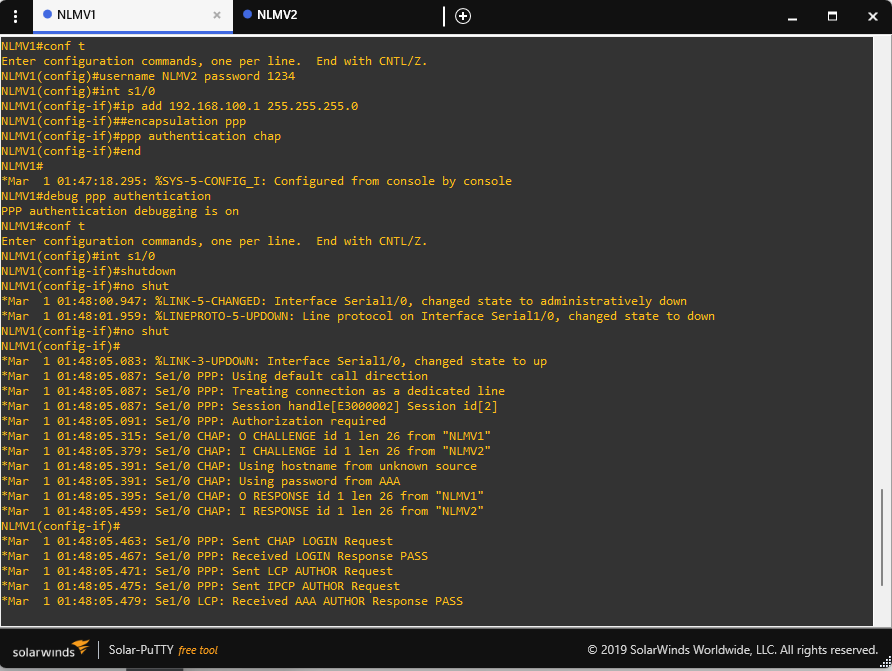 NLMV1
NLMV2
NLMV1#conf t
Enter configuration commands, one per line.  End with CNTL/Z.
NLMV1(config)#username NLMV2 password 1234
NLMV1(config)#int s1/0
NLMV1(config-if)#ip add 192.168.100.1 255.255.255.0
NLMV1(config-if)##encapsulation ppp
NLMV1(config-if)#ppp authentication chap
NLMV1(config-if)#end
NLMV1#
*Mar  1 01:47:18.295: %SYS-5-CONFIG_I: Configured from console by console
NLMV1#debug ppp authentication
PPP authentication debugging is on
NLMV1#conf t
Enter configuration commands, one per line.  End with CNTL/Z.
NLMV1(config)#int s1/0
NLMV1(config-if)#shutdown
NLMV1(config-if)#no shut
*Mar  1 01:48:00.947: %LINK-5-CHANGED: Interface Serial1/0, changed state to administratively down
*Mar  1 01:48:01.959: %LINEPROTO-5-UPDOWN: Line protocol on Interface Serial1/0, changed state to down
NLMV1(config-if)#no shut
NLMV1(config-if)#
*Mar  1 01:48:05.083: %LINK-3-UPDOWN: Interface Serial1/0, changed state to up
*Mar  1 01:48:05.087: Se1/0 PPP: Using default call direction
*Mar  1 01:48:05.087: Se1/0 PPP: Treating connection as a dedicated line
*Mar  1 01:48:05.087: Se1/0 PPP: Session handle[E3000002] Session id[2]
*Mar  1 01:48:05.091: Se1/0 PPP: Authorization required
*Mar  1 01:48:05.315: Se1/0 CHAP: O CHALLENGE id 1 len 26 from "NLMV1"
*Mar  1 01:48:05.379: Se1/0 CHAP: I CHALLENGE id 1 len 26 from "NLMV2"
*Mar  1 01:48:05.391: Se1/0 CHAP: Using hostname from unknown source
*Mar  1 01:48:05.391: Se1/0 CHAP: Using password from AAA
*Mar  1 01:48:05.395: Se1/0 CHAP: O RESPONSE id 1 len 26 from "NLMV1"
*Mar  1 01:48:05.459: Se1/0 CHAP: I RESPONSE id 1 len 26 from "NLMV2"
NLMV1(config-if)#
*Mar  1 01:48:05.463: Se1/0 PPP: Sent CHAP LOGIN Request
*Mar  1 01:48:05.467: Se1/0 PPP: Received LOGIN Response PASS
*Mar  1 01:48:05.471: Se1/0 PPP: Sent LCP AUTHOR Request
*Mar  1 01:48:05.475: Se1/0 PPP: Sent IPCP AUTHOR Request
*Mar  1 01:48:05.479: Se1/0 LCP: Received AAA AUTHOR Response PASS
solarwinds
Solar-PuTTY free tool
© 2019 SolarWinds Worldwide, LLC. All rights reserved.